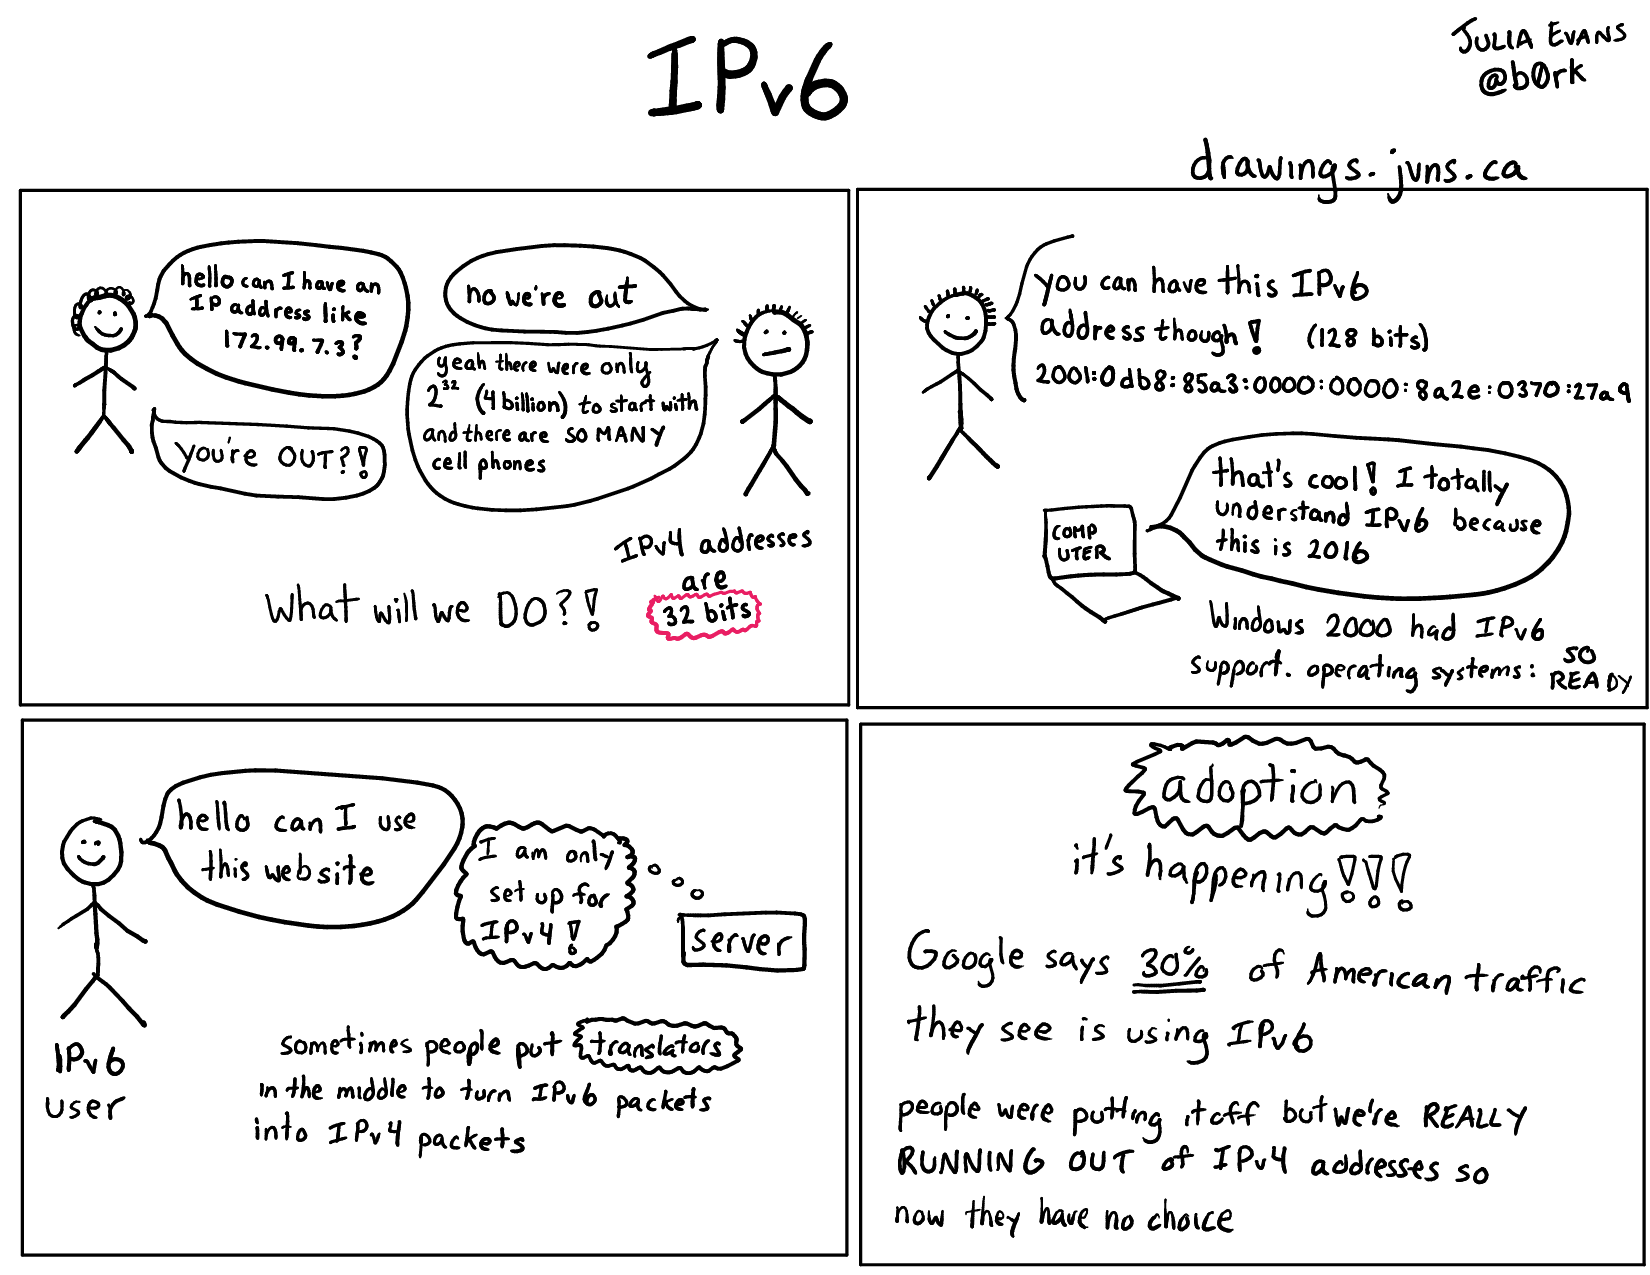 IPv6
JULIA EVANS
@b0rk
drawings.jvns.ca
hello can I have an
IP address like
172.99.7.3?
no we're out
yeah there were only
2^32 (4 billion) to start with
and there are SO MANY
cell phones
you're OUT?!
IPv4 addresses
are
32 bits
What will we DO?!
you can have this IPv6
address though! (128 bits)
2001:0db8:85a3:0000:0000:8a2e:0370:27a9
that's cool! I totally
understand IPv6 because
this is 2016
COMP
UTER
Windows 2000 had IPv6
support. operating systems: SO
READY
hello can I use
this website
I am only
set up for
IPv4!
server
IPv6
user
sometimes people put translators
in the middle to turn IPv6 packets
into IPv4 packets
adoption
it's happening!!!
Google says 30% of American traffic
they see is using IPv6
people were putting it off but we're REALLY
RUNNING OUT of IPv4 addresses so
now they have no choice